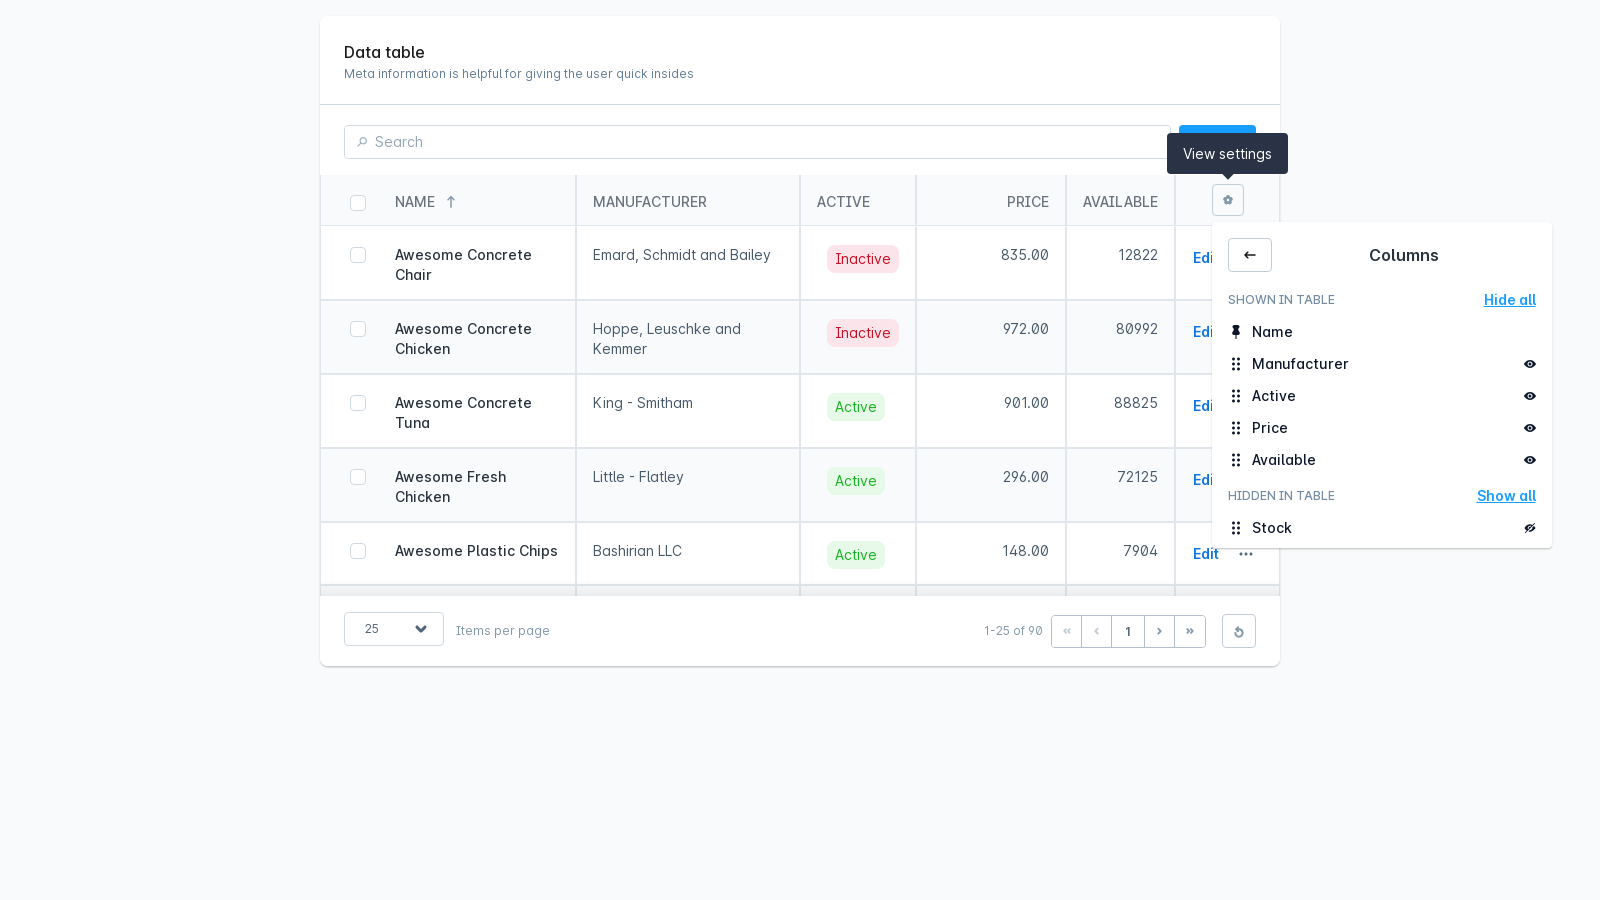 Data table
Meta information is helpful for giving the user quick insides
Search
View settings
NAME MANUFACTURER ACTIVE PRICE AVAILABLE
Awesome Concrete Chair Emard, Schmidt and Bailey Inactive 835.00 12822
Awesome Concrete Chicken Hoppe, Leuschke and Kemmer Inactive 972.00 80992
Awesome Concrete Tuna King - Smitham Active 901.00 88825
Awesome Fresh Chicken Little - Flatley Active 296.00 72125
Awesome Plastic Chips Bashirian LLC Active 148.00 7904 Edit
Columns
SHOWN IN TABLE Hide all
Name
Manufacturer
Active
Price
Available
HIDDEN IN TABLE Show all
Stock
25 Items per page 1-25 of 90 1